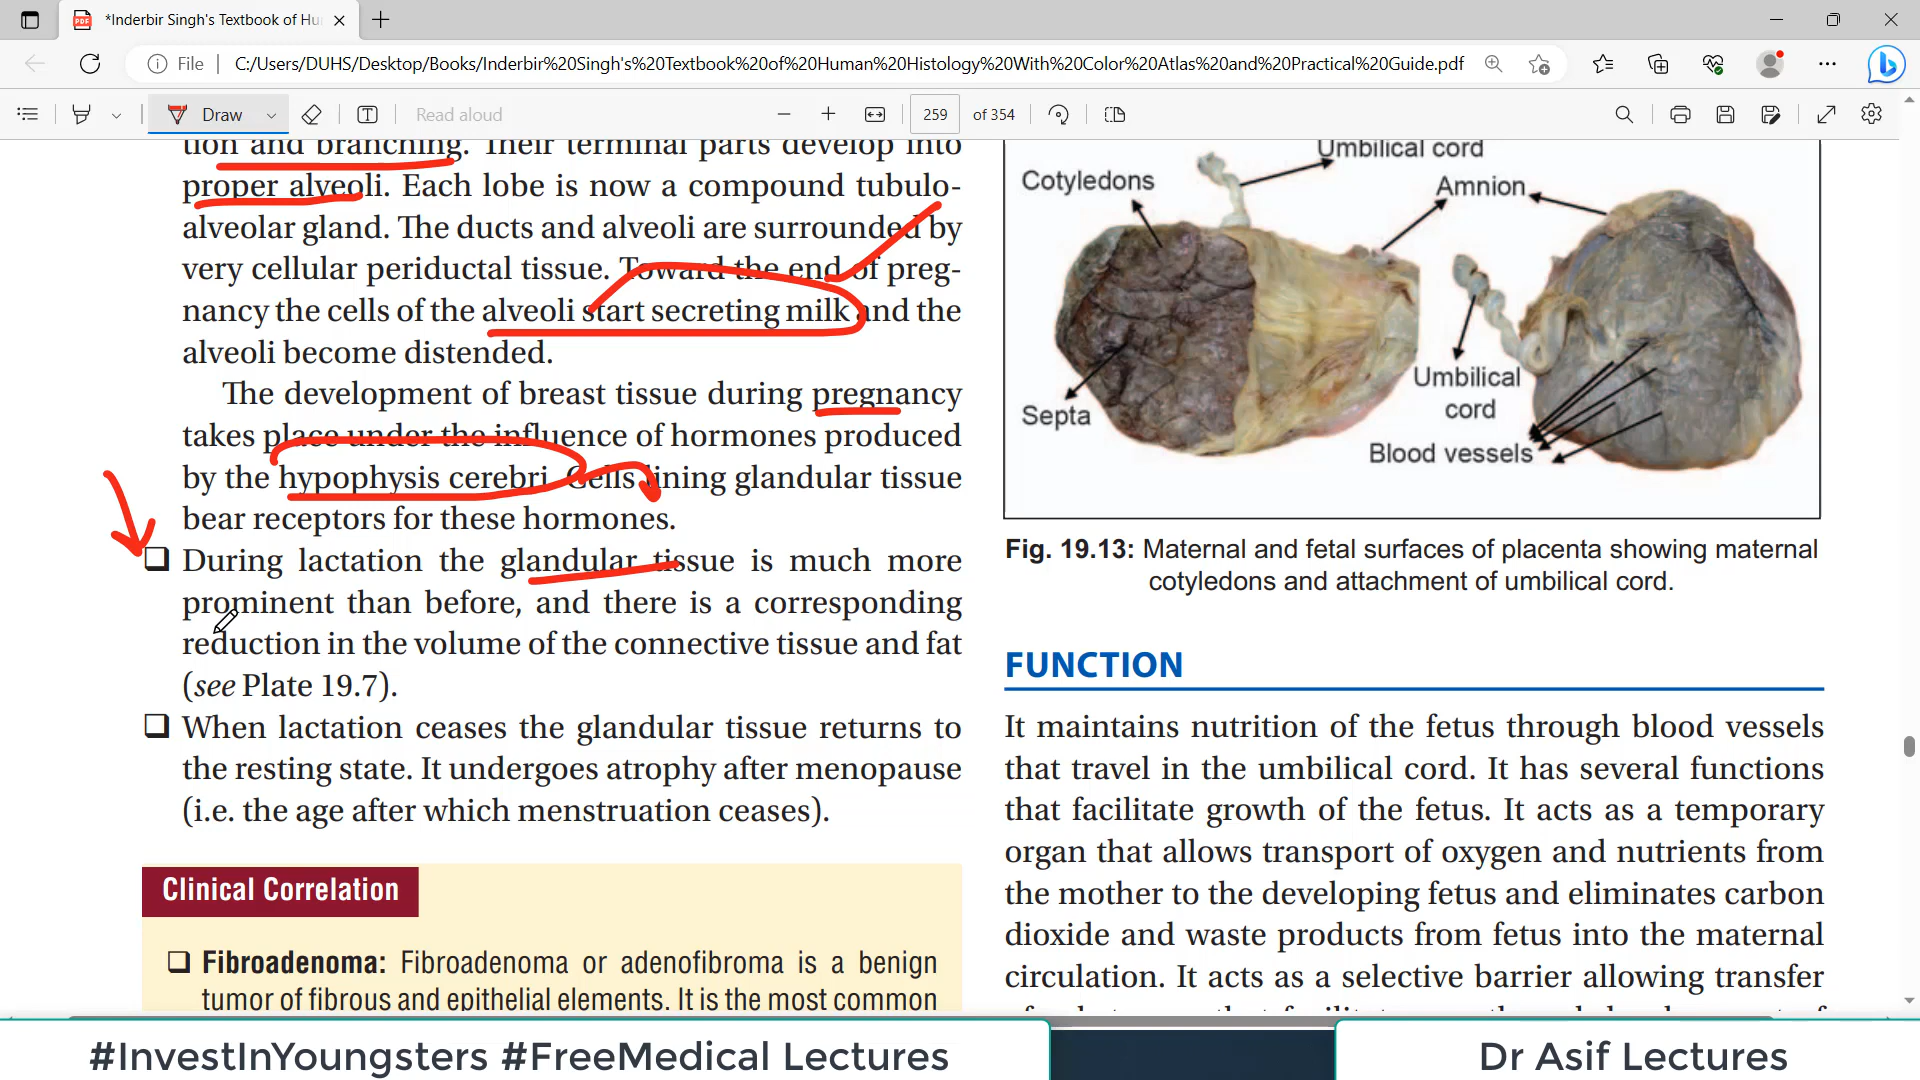 *Inderbir Singh's Textbook of Hu
File
C:/Users/DUHS/Desktop/Books/Inderbir%20Singh's%20Textbook%20of%20Human%20Histology%20With%20Color%20Atlas%20and%20Practical%20Guide.pdf
Draw
Read aloud
259 of 354
tion and branching. Their terminal parts develop into
proper alveoli. Each lobe is now a compound tubulo-
alveolar gland. The ducts and alveoli are surrounded by
very cellular periductal tissue. Toward the end of preg-
nancy the cells of the alveoli start secreting milk and the
alveoli become distended.
The development of breast tissue during pregnancy
takes place under the influence of hormones produced
by the hypophysis cerebri. Cells lining glandular tissue
bear receptors for these hormones.
❑ During lactation the glandular tissue is much more
prominent than before, and there is a corresponding
reduction in the volume of the connective tissue and fat
(see Plate 19.7).
❑ When lactation ceases the glandular tissue returns to
the resting state. It undergoes atrophy after menopause
(i.e. the age after which menstruation ceases).
Clinical Correlation
❑ Fibroadenoma: Fibroadenoma or adenofibroma is a benign
tumor of fibrous and epithelial elements. It is the most common
Umbilical cord
Cotyledons
Amnion
Septa
Umbilical
cord
Blood vessels
Fig. 19.13: Maternal and fetal surfaces of placenta showing maternal
cotyledons and attachment of umbilical cord.
FUNCTION
It maintains nutrition of the fetus through blood vessels
that travel in the umbilical cord. It has several functions
that facilitate growth of the fetus. It acts as a temporary
organ that allows transport of oxygen and nutrients from
the mother to the developing fetus and eliminates carbon
dioxide and waste products from fetus into the maternal
circulation. It acts as a selective barrier allowing transfer
#InvestInYoungsters #FreeMedical Lectures
Dr Asif Lectures